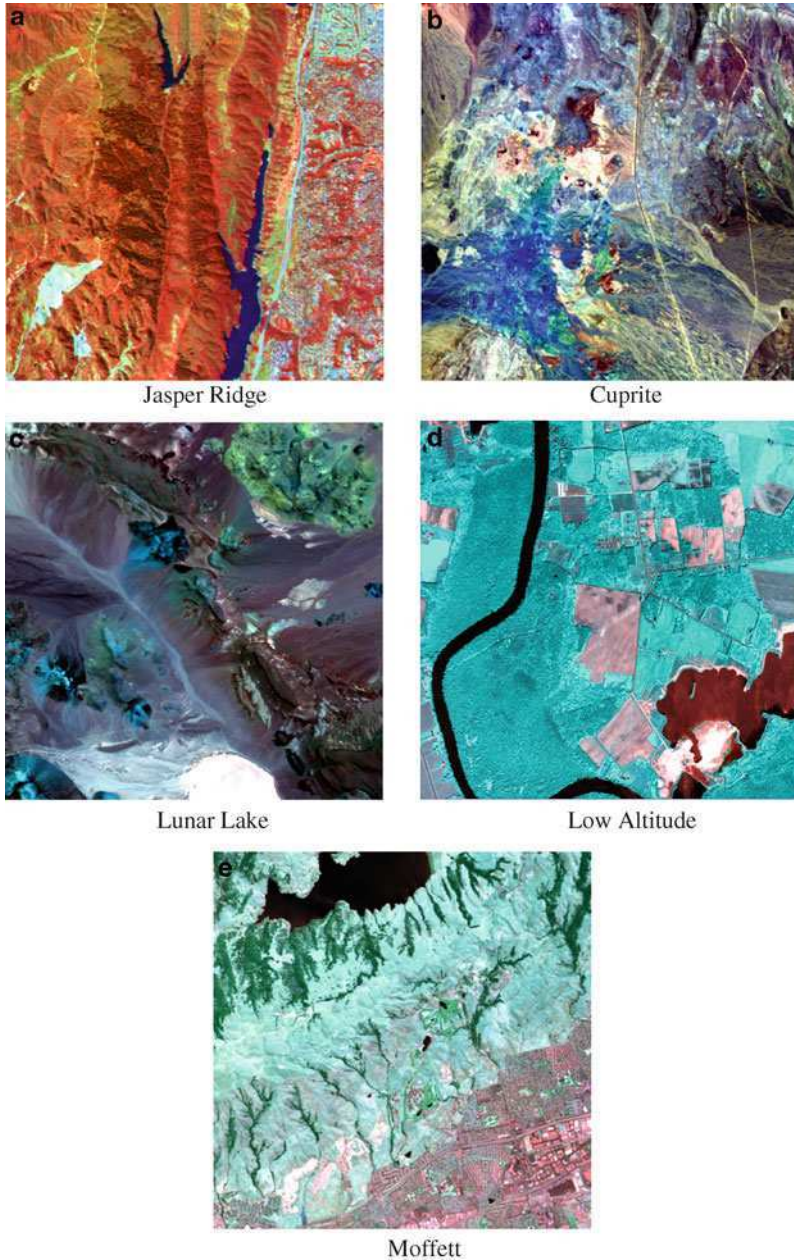 a
b
Jasper Ridge
Cuprite
c
d
Lunar Lake
Low Altitude
e
Moffett